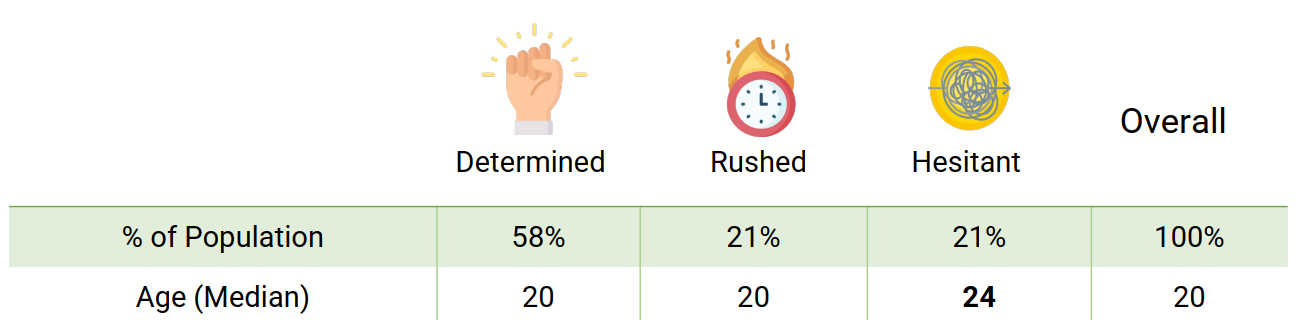 Overall
Determined Rushed Hesitant
% of Population 58% 21% 21% 100%
Age (Median) 20 20 24 20